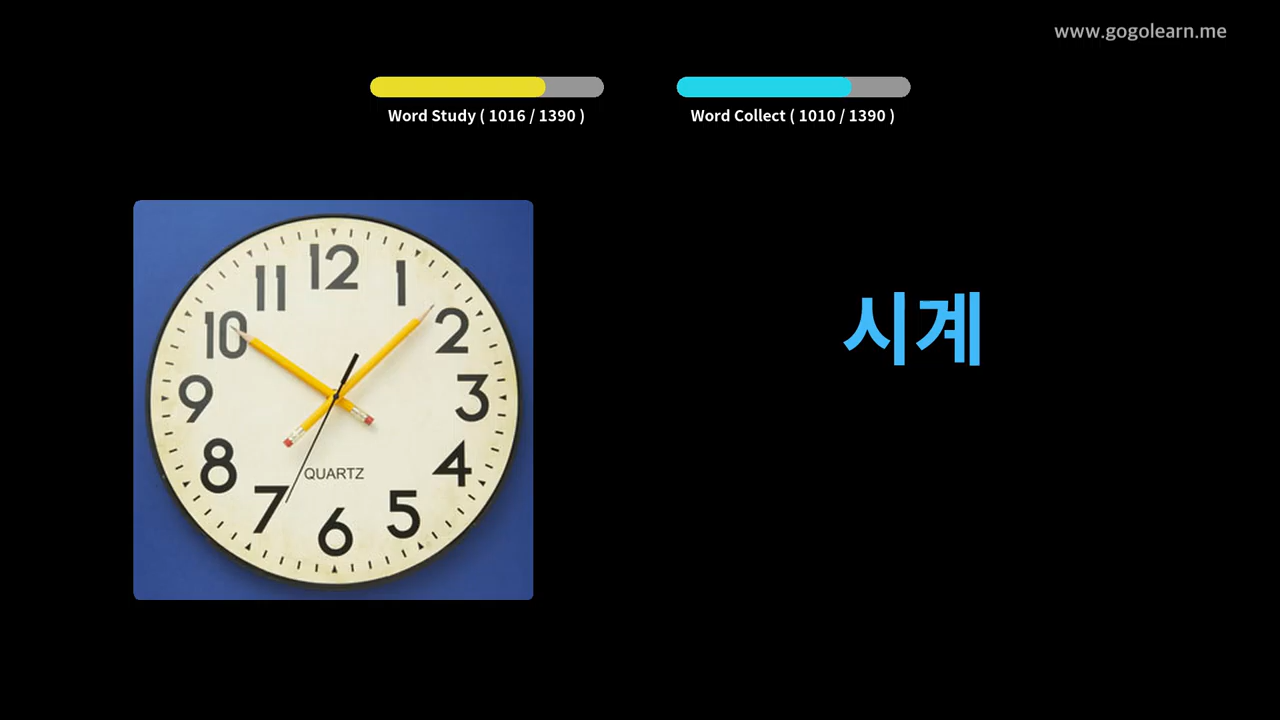 www.gogolearn.me
Word Study ( 1016 / 1390 )
Word Collect ( 1010 / 1390 )
12
1
2
3
4
5
6
7
8
9
10
11
QUARTZ
시계